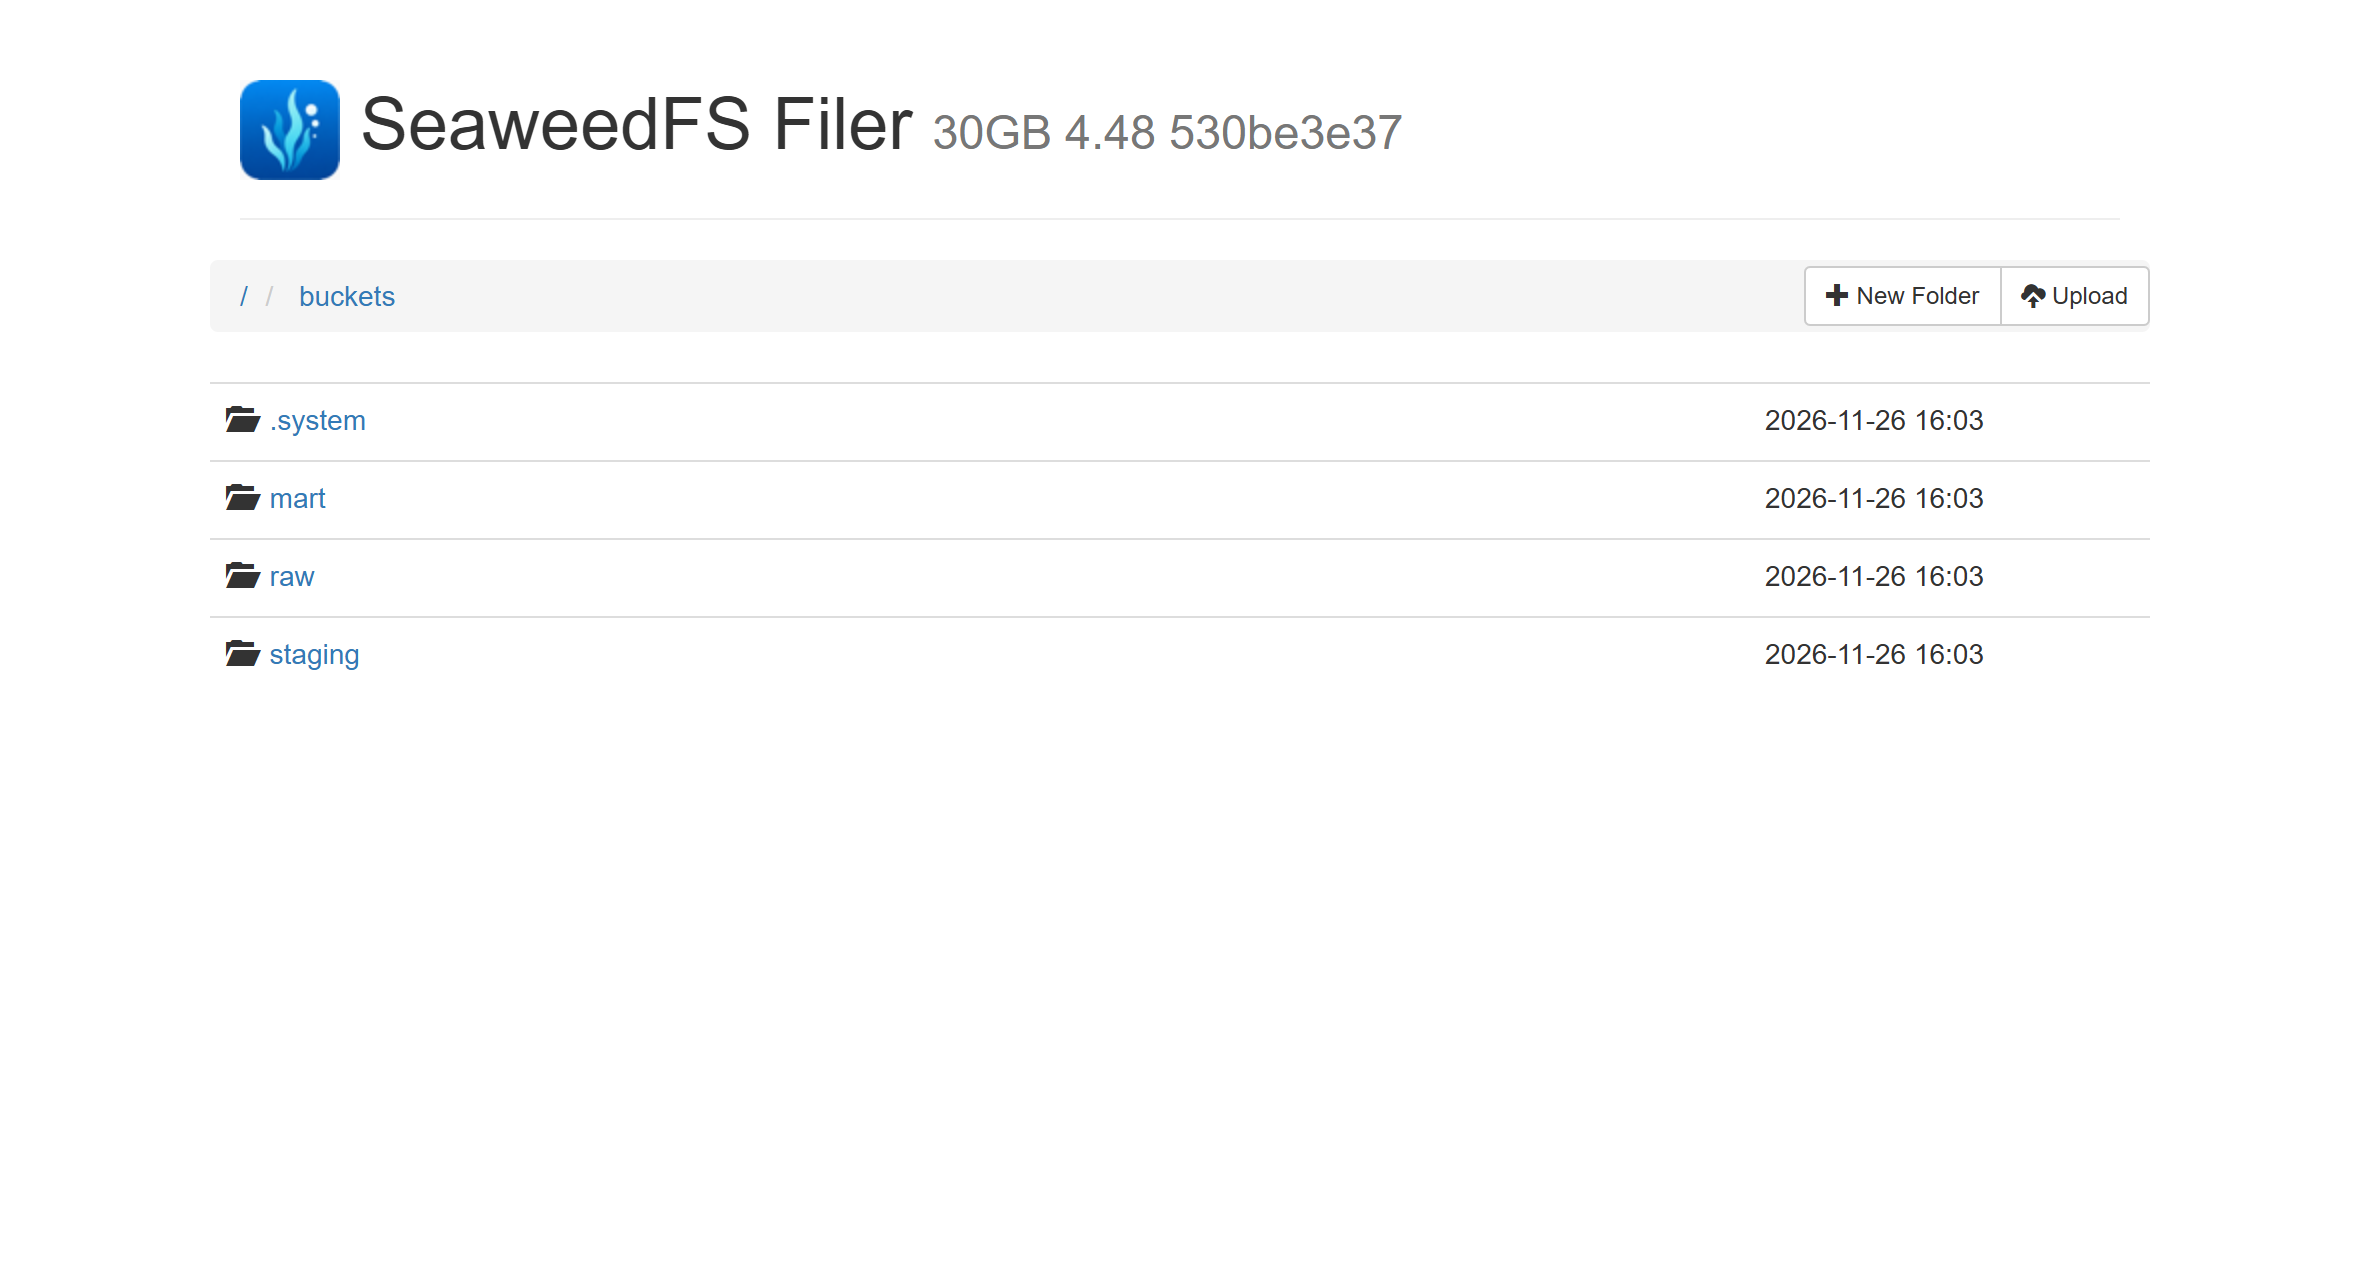 SeaweedFS Filer 30GB 4.48 530be3e37
/ / buckets New Folder Upload
.system 2026-11-26 16:03
mart 2026-11-26 16:03
raw 2026-11-26 16:03
staging 2026-11-26 16:03